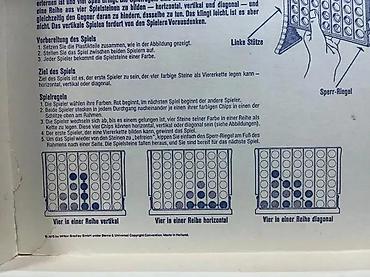 einer Reihe aus vier Spielsteinen zu bilden — horizontal, vertikal und diagonal — und
gleichzeitig den Gegner daran zu hindern, dasselbe zu tun. Das klingt leicht, ist es aber
nicht. Das vertikale Spielen fordert von den Spielern Vorausdenken.
Vorbereitung des Spiels
1. Setzen Sie die Plastikteile zusammen, wie in der Abbildung gezeigt.
2. Stellen Sie das Spiel zwischen beiden Spielern auf.
3. Jeder Spieler bekommt die Spielsteine einer Farbe.
Linke Stütze
Sperr-Riegel
Ziel des Spiels
Das Ziel ist es, der erste Spieler zu sein, der vier farbige Steine als Viererkette legen kann—
horizontal, vertikal oder diagonal.
Spielregeln
1. Die Spieler wählen ihre Farben. Rot beginnt, im nächsten Spiel beginnt der andere Spieler.
2. Beide Spieler stecken in jedem Durchgang nacheinander je einen ihrer farbigen Chips in einen der
Schlitze oben am Rahmen.
3. Die Spieler wechseln sich ab, bis es einem gelungen ist, vier Steine seiner Farbe in einer Reihe als
Kette zu legen. Diese vier Chips können horizontal, vertikal oder diagonal sein (siehe Abbildungen).
4. Der erste Spieler, der eine Viererkette bilden kann, gewinnt das Spiel.
5. Um das Spiel wieder von den Steinen zu „befreien", kippen Sie einfach den Sperr-Riegel am Fuß des
Rahmens nach einer Seite. Die Spielsteine fallen heraus, und Sie sind bereit für das nächste Spiel.
Vier in einer Reihe vertikal
Vier in einer Reihe horizontal
Vier in einer Reihe diagonal